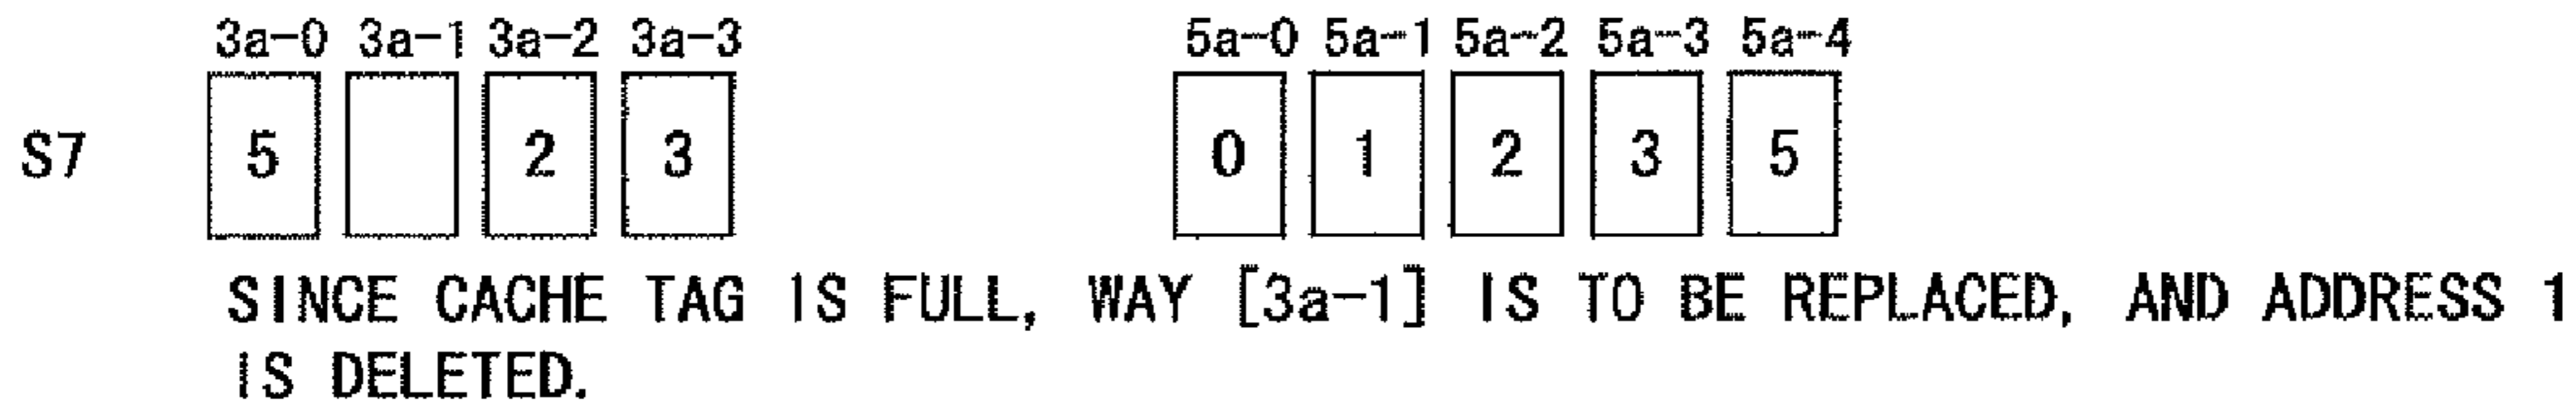 3a-0 3a-1 3a-2 3a-3 5a-0 5a-1 5a-2 5a-3 5a-4
S7 5 2 3 0 1 2 3 5
SINCE CACHE TAG IS FULL, WAY [3a-1] IS TO BE REPLACED, AND ADDRESS 1
IS DELETED.